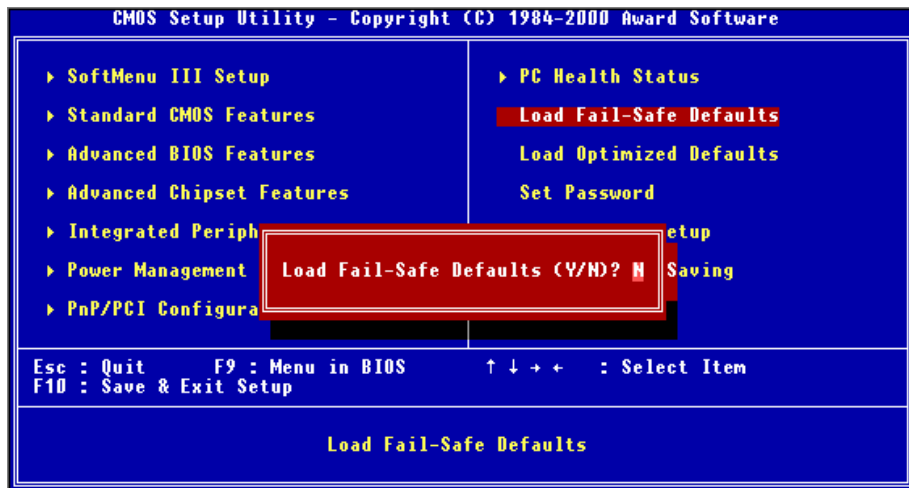 CMOS Setup Utility - Copyright (C) 1984-2000 Award Software
SoftMenu III Setup
Standard CMOS Features
Advanced BIOS Features
Advanced Chipset Features
Integrated Periph
Power Management
PnP/PCI Configura
PC Health Status
Load Fail-Safe Defaults
Load Optimized Defaults
Set Password
etup
Saving
Load Fail-Safe Defaults (Y/N)? N
Esc : Quit F9 : Menu in BIOS ↑ ↓ → ← : Select Item
F10 : Save & Exit Setup
Load Fail-Safe Defaults